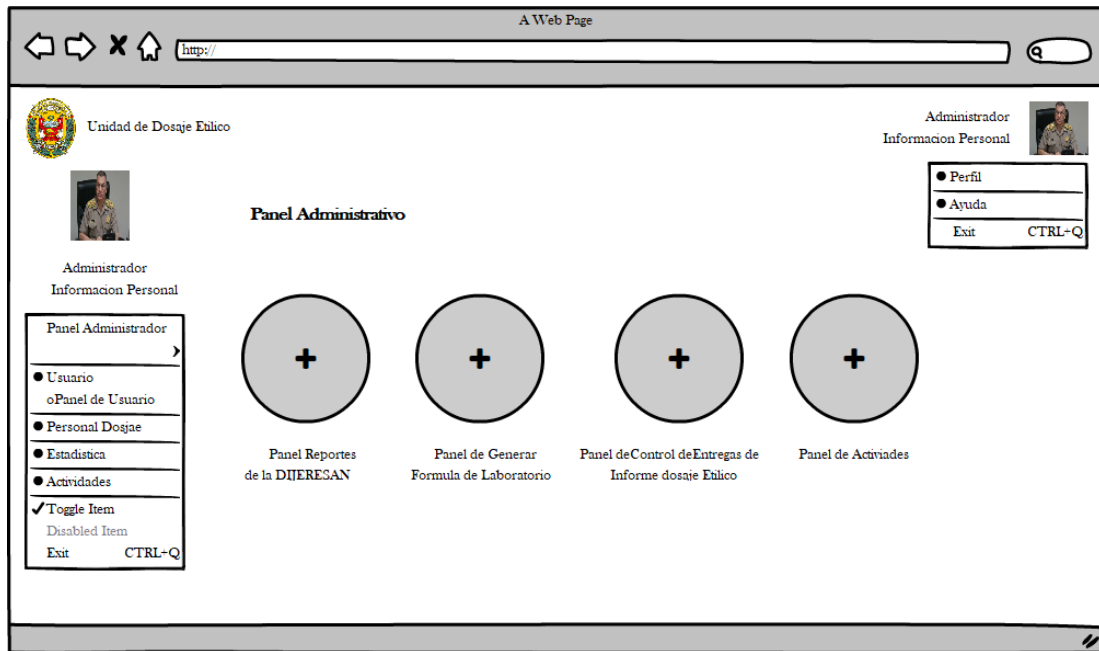 A Web Page
http://
Unidad de Dosaje Etilico
Administrador
Informacion Personal
Perfil
Ayuda
Exit CTRL+Q
Panel Administrativo
Administrador
Informacion Personal
Panel Administrador
Usuario
oPanel de Usuario
Personal Dosjae
Estadistica
Actividades
Toggle Item
Disabled Item
Exit CTRL+Q
Panel Reportes
de la DIJERESAN
Panel de Generar
Formula de Laboratorio
Panel deControl deEntregas de
Informe dosaje Etilico
Panel de Activiades